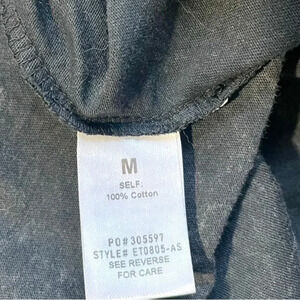 M
SELF:
100% Cotton
PO#305597
STYLE# ET0805-AS
SEE REVERSE
FOR CARE